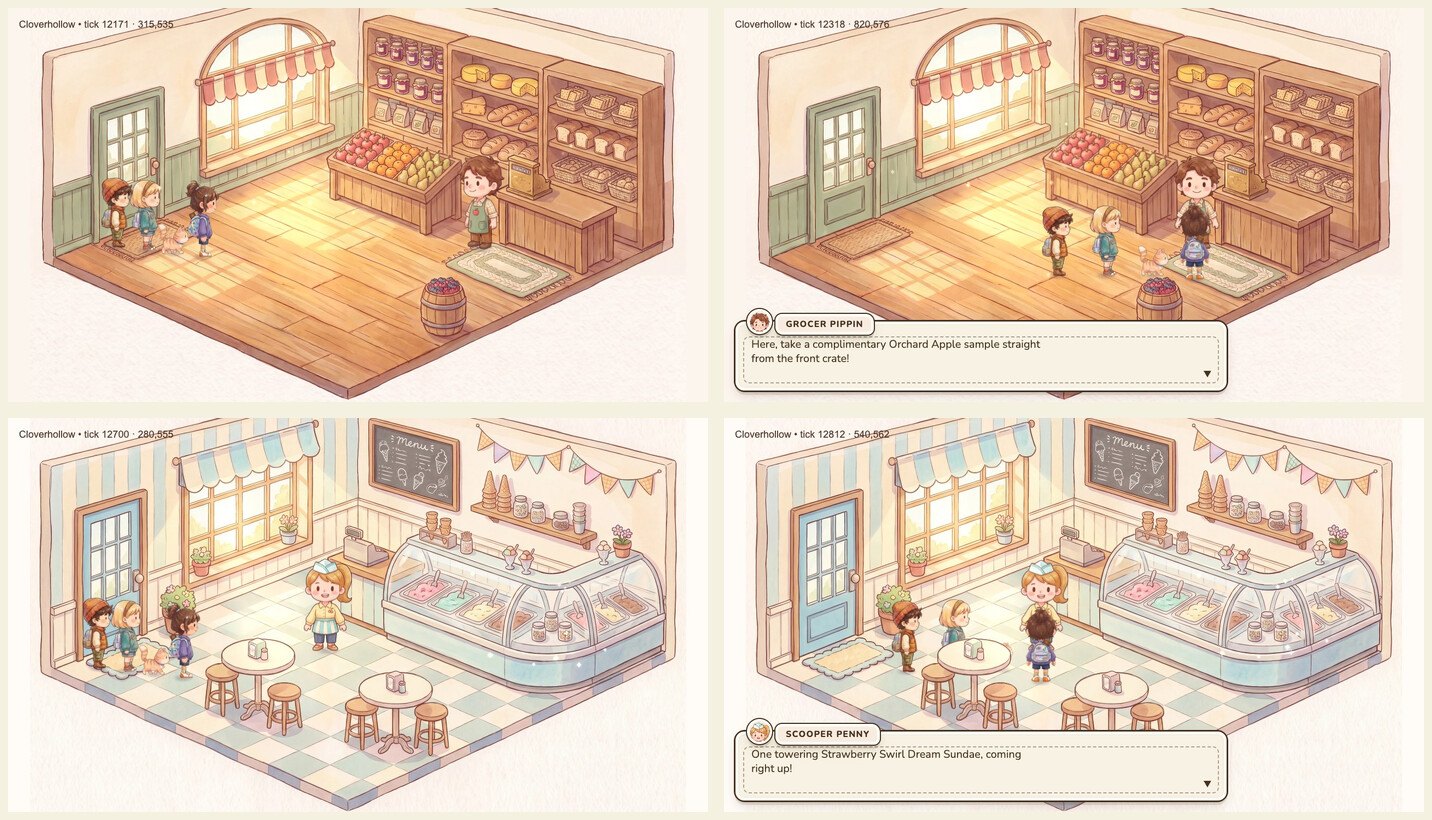 Cloverhollow • tick 12171 · 315,535
Cloverhollow • tick 12318 · 820,576
GROCER PIPPIN
Here, take a complimentary Orchard Apple sample straight
from the front crate!
Cloverhollow • tick 12700 · 280,555
Menu
Cloverhollow • tick 12812 · 540,562
Menu
SCOOPER PENNY
One towering Strawberry Swirl Dream Sundae, coming
right up!